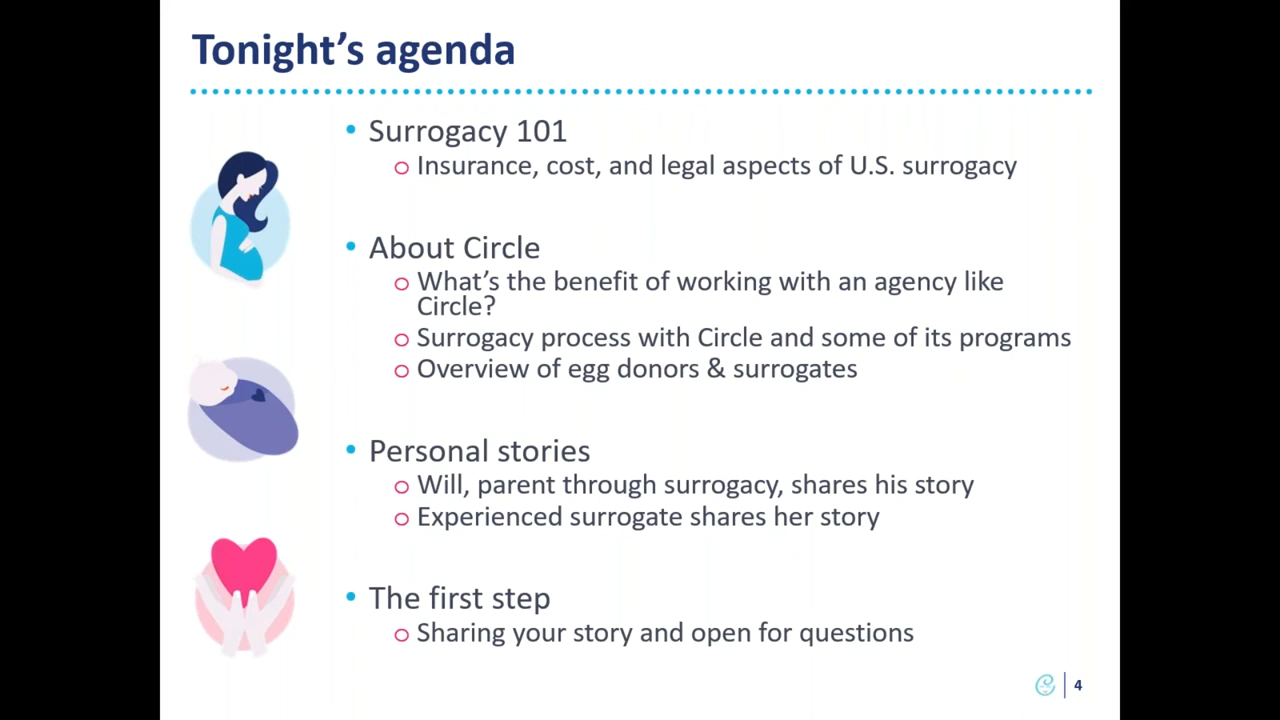 Tonight’s agenda
• Surrogacy 101
o Insurance, cost, and legal aspects of U.S. surrogacy
• About Circle
o What’s the benefit of working with an agency like
Circle?
o Surrogacy process with Circle and some of its programs
o Overview of egg donors & surrogates
• Personal stories
o Will, parent through surrogacy, shares his story
o Experienced surrogate shares her story
• The first step
o Sharing your story and open for questions
4